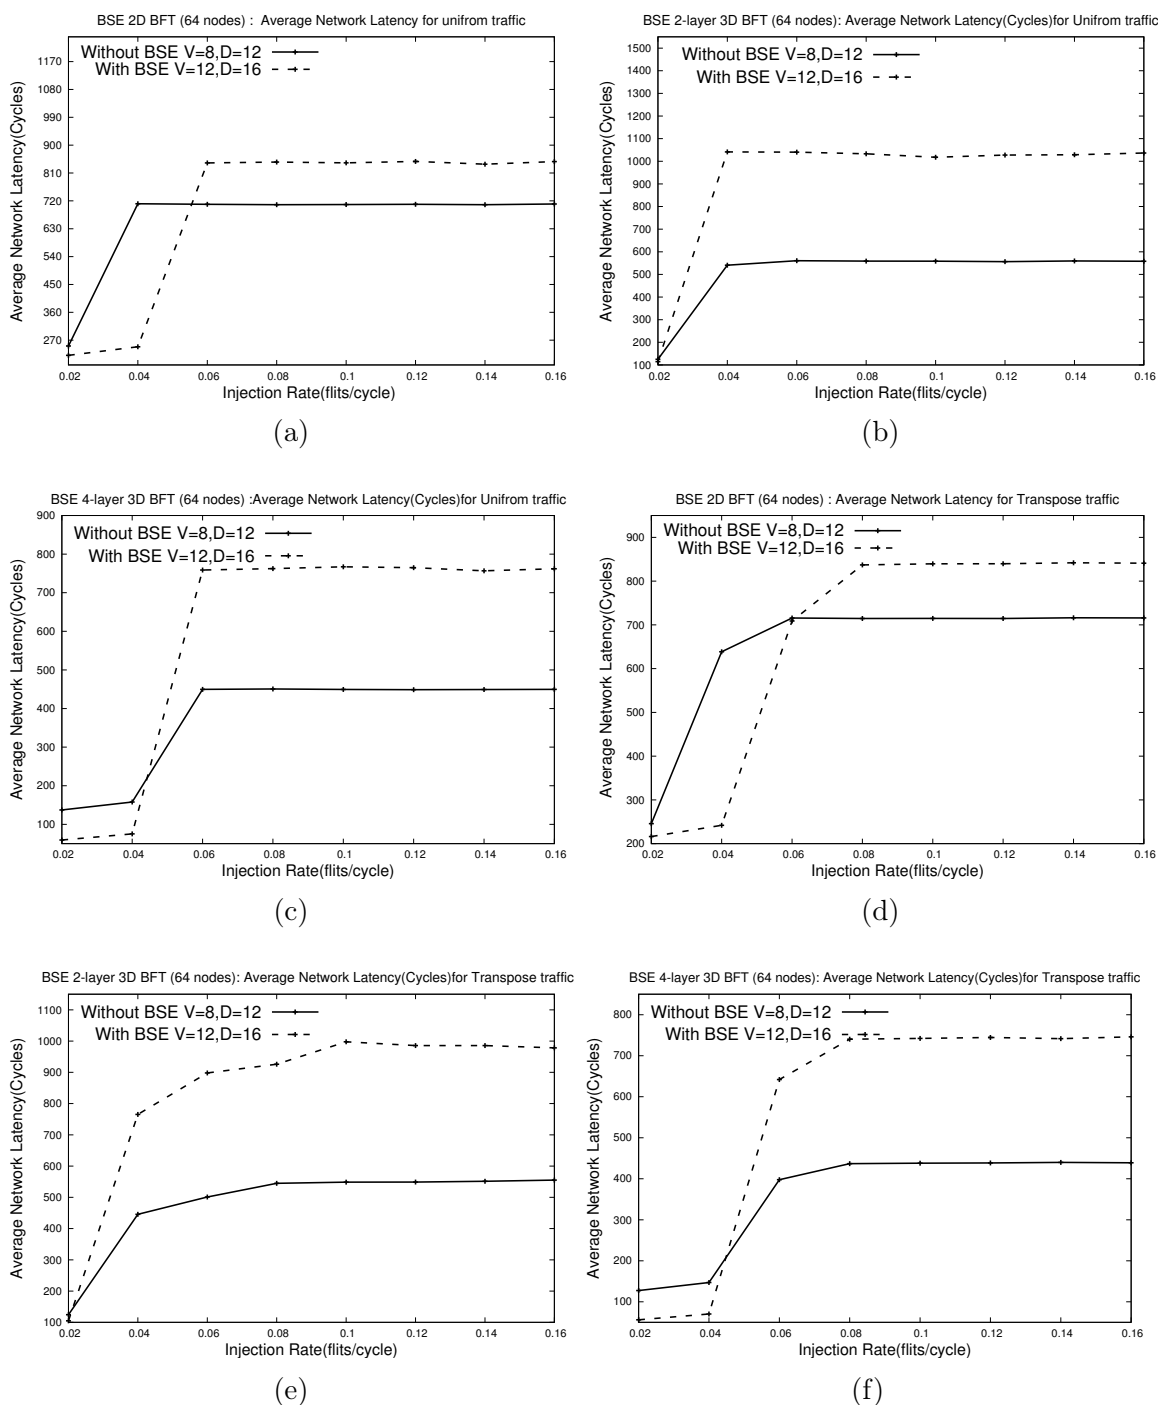 BSE 2D BFT (64 nodes) : Average Network Latency for unifrom traffic
Without BSE V=8,D=12
With BSE V=12,D=16
Average Network Latency(Cycles)
1170
1080
990
900
810
720
630
540
450
360
270
0.02 0.04 0.06 0.08 0.1 0.12 0.14 0.16
Injection Rate(flits/cycle)
(a)
BSE 2-layer 3D BFT (64 nodes): Average Network Latency(Cycles)for Unifrom traffic
Without BSE V=8,D=12
With BSE V=12,D=16
Average Network Latency(Cycles)
1500
1400
1300
1200
1100
1000
900
800
700
600
500
400
300
200
100
0.02 0.04 0.06 0.08 0.1 0.12 0.14 0.16
Injection Rate(flits/cycle)
(b)
BSE 4-layer 3D BFT (64 nodes) :Average Network Latency(Cycles)for Unifrom traffic
Without BSE V=8,D=12
With BSE V=12,D=16
Average Network Latency(Cycles)
900
800
700
600
500
400
300
200
100
0.02 0.04 0.06 0.08 0.1 0.12 0.14 0.16
Injection Rate(flits/cycle)
(c)
BSE 2D BFT (64 nodes) : Average Network Latency for Transpose traffic
Without BSE V=8,D=12
With BSE V=12,D=16
Average Network Latency(Cycles)
900
800
700
600
500
400
300
200
0.02 0.04 0.06 0.08 0.1 0.12 0.14 0.16
Injection Rate(flits/cycle)
(d)
BSE 2-layer 3D BFT (64 nodes): Average Network Latency(Cycles)for Transpose traffic
Without BSE V=8,D=12
With BSE V=12,D=16
Average Network Latency(Cycles)
1100
1000
900
800
700
600
500
400
300
200
100
0.02 0.04 0.06 0.08 0.1 0.12 0.14 0.16
Injection Rate(flits/cycle)
(e)
BSE 4-layer 3D BFT (64 nodes): Average Network Latency(Cycles)for Transpose traffic
Without BSE V=8,D=12
With BSE V=12,D=16
Average Network Latency(Cycles)
800
700
600
500
400
300
200
100
0.02 0.04 0.06 0.08 0.1 0.12 0.14 0.16
Injection Rate(flits/cycle)
(f)